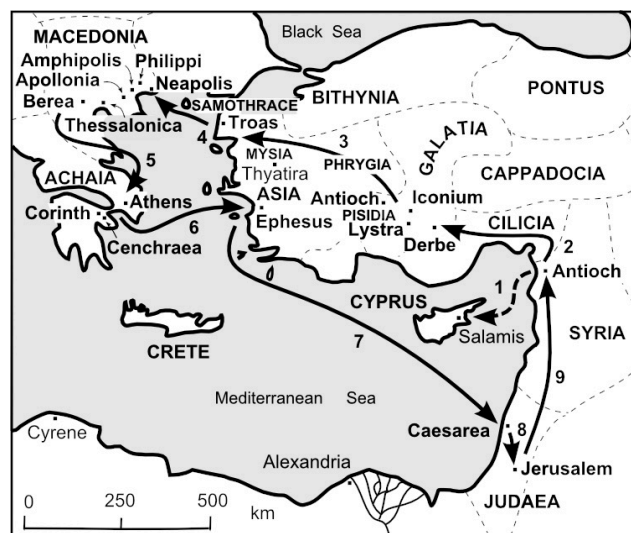 Black Sea
MACEDONIA
Amphipolis
Philippi
Apollonia
Neapolis
Berea
SAMOTHRACE
BITHYNIA
PONTUS
Thessalonica
4
Troas
3
GALATIA
MYSIA
PHRYGIA
Thyatira
CAPPADOCIA
5
ACHAIA
ASIA
Antioch
Iconium
Athens
PISIDIA
Corinth
6
Ephesus
Lystra
CILICIA
Cenchraea
Derbe
2
Antioch
1
CYPRUS
Salamis
SYRIA
7
CRETE
9
Mediterranean Sea
Caesarea
8
Cyrene
Alexandria
Jerusalem
JUDAEA
0 250 500
km